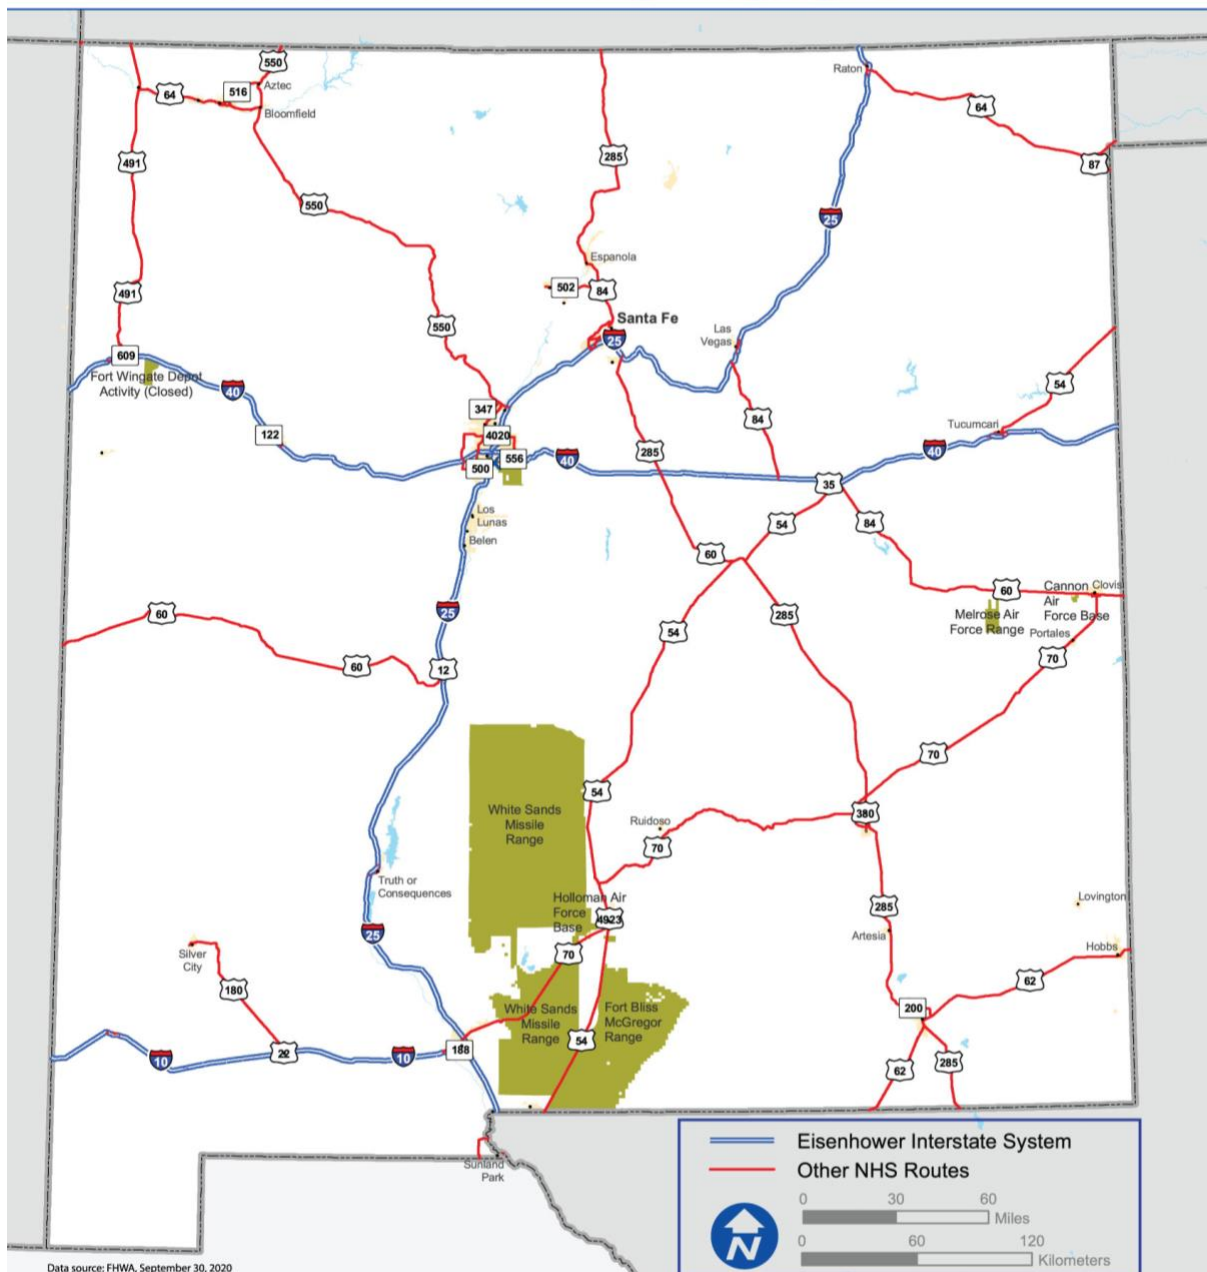 550
Aztec
516
64
Bloomfield
Raton
64
491
285
87
550
25
Espanola
491
502
84
550
Santa Fe
25
Las
Vegas
609
Fort Wingate Depot
Activity (Closed)
40
54
347
84
Tucumcari
122
4020
285
40
556
40
500
35
Los
Lunas
54
84
Belen
60
60
Cannon
Clovis
Air
Force Base
Melrose Air
Force Range
60
25
285
54
Portales
70
60
12
70
54
White Sands
Missile
Range
380
Ruidoso
70
Truth or
Consequences
Holloman Air
Force
Base
4923
285
Lovington
25
Artesia
Silver
City
70
Hobbs
180
62
White Sands
Missile
Range
Fort Bliss
McGregor
Range
200
54
188
22
10
10
62
285
Sunland
Park
Eisenhower Interstate System
Other NHS Routes
0 30 60
Miles
0 60 120
Kilometers
N
Data source: FHWA, September 30, 2020